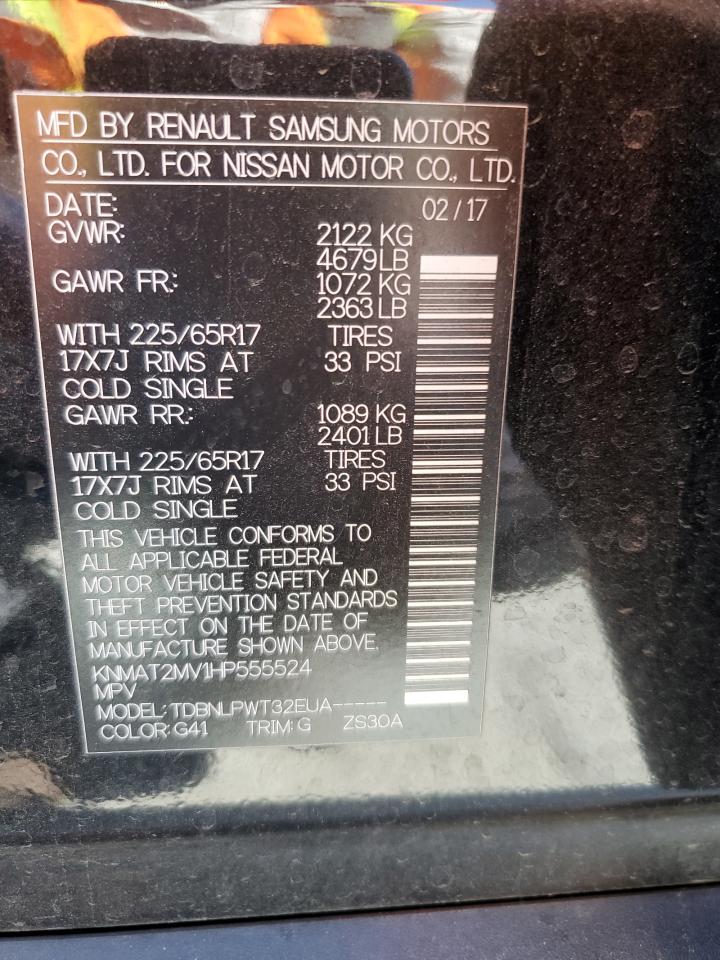 MFD BY RENAULT SAMSUNG MOTORS
CO., LTD. FOR NISSAN MOTOR CO., LTD.
DATE: 02/17
GVWR: 2122 KG
4679 LB
GAWR FR: 1072 KG
2363 LB
WITH 225/65R17 TIRES
17X7J RIMS AT 33 PSI
COLD SINGLE
GAWR RR: 1089 KG
2401 LB
WITH 225/65R17 TIRES
17X7J RIMS AT 33 PSI
COLD SINGLE
THIS VEHICLE CONFORMS TO
ALL APPLICABLE FEDERAL
MOTOR VEHICLE SAFETY AND
THEFT PREVENTION STANDARDS
IN EFFECT ON THE DATE OF
MANUFACTURE SHOWN ABOVE.
KNMAT2MV1HP555524
MPV
MODEL: TDBNLPWT32EUA-----
COLOR: G41 TRIM: G ZS30A